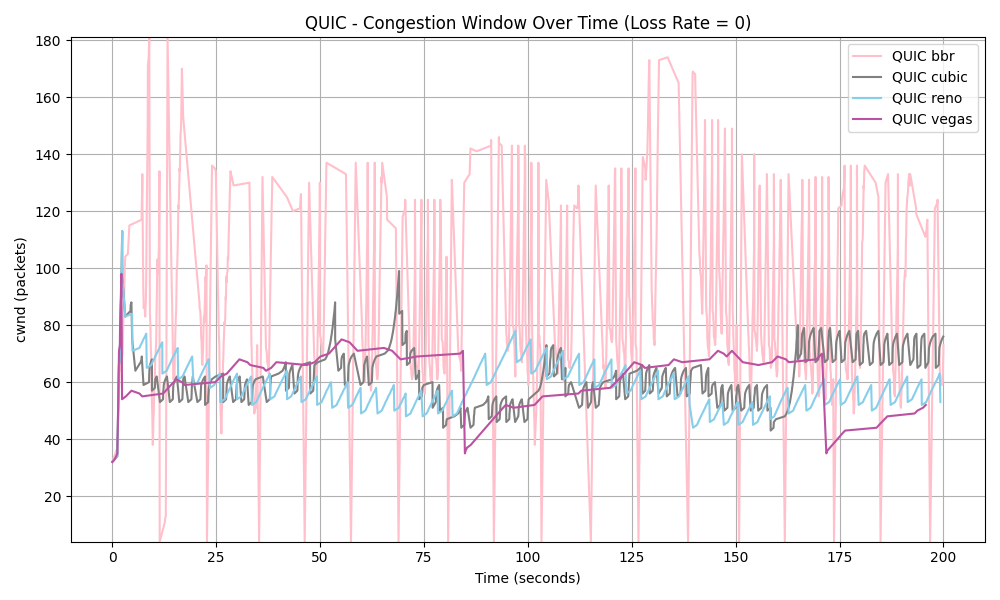 QUIC - Congestion Window Over Time (Loss Rate = 0)
cwnd (packets)
180
160
140
120
100
80
60
40
20
QUIC bbr
QUIC cubic
QUIC reno
QUIC vegas
0 25 50 75 100 125 150 175 200
Time (seconds)